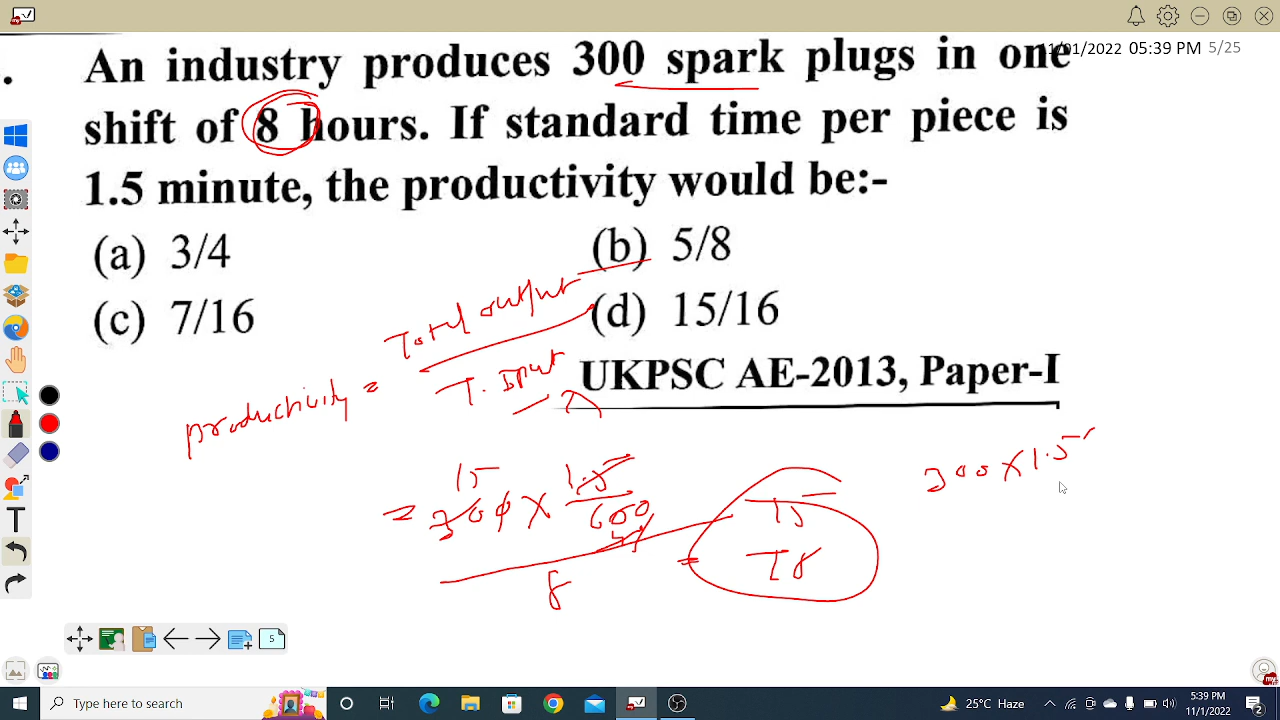 11/01/2022 05:39 PM 5/25
. An industry produces 300 spark plugs in one
shift of 8 hours. If standard time per piece is
1.5 minute, the productivity would be:-
(a) 3/4 (b) 5/8
(c) 7/16 (d) 15/16
UKPSC AE-2013, Paper-I
productivity = Total output
T. Input
300 × 1.5
= 300 × 1.5
15
8
= 15
5
Type here to search
25°C Haze
5:39 PM
11/1/2022